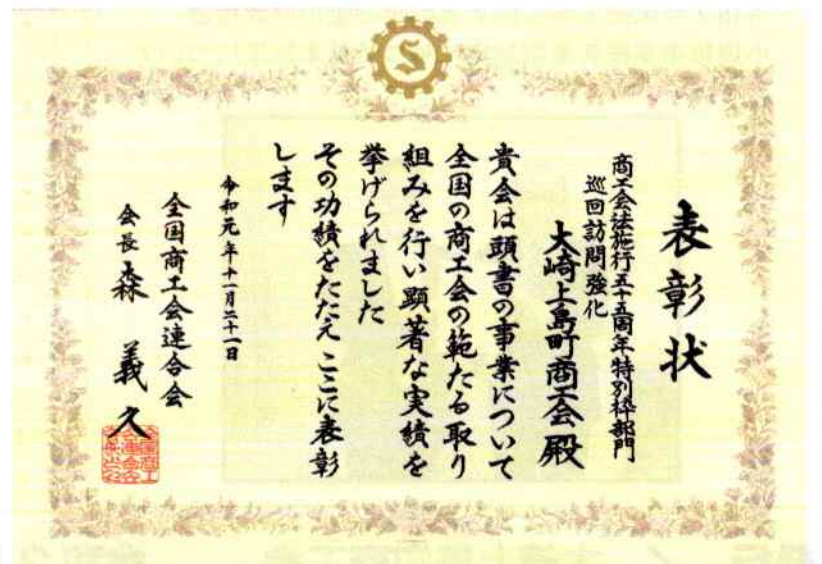 S
表彰状
商工会法施行五十五周年特別枠部門
巡回訪問強化
大崎上島町商工会殿
貴会は頭書の事業について
全国の商工会の範たる取り
組みを行い顕著な実績を
挙げられました
その功績をたたえここに表彰
します
令和元年十一月二十一日
全国商工会連合会
会長 森 義久